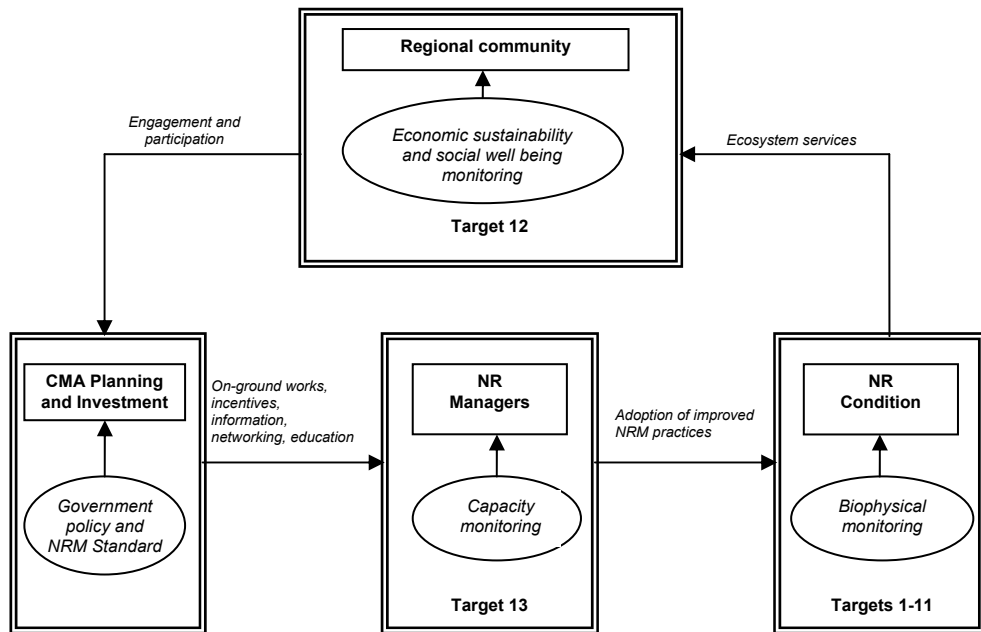 Regional community
Economic sustainability
and social well being
monitoring
Target 12
Engagement and
participation
Ecosystem services
CMA Planning
and Investment
Government
policy and
NRM Standard
On-ground works,
incentives,
information,
networking, education
NR
Managers
Capacity
monitoring
Target 13
Adoption of improved
NRM practices
NR
Condition
Biophysical
monitoring
Targets 1-11